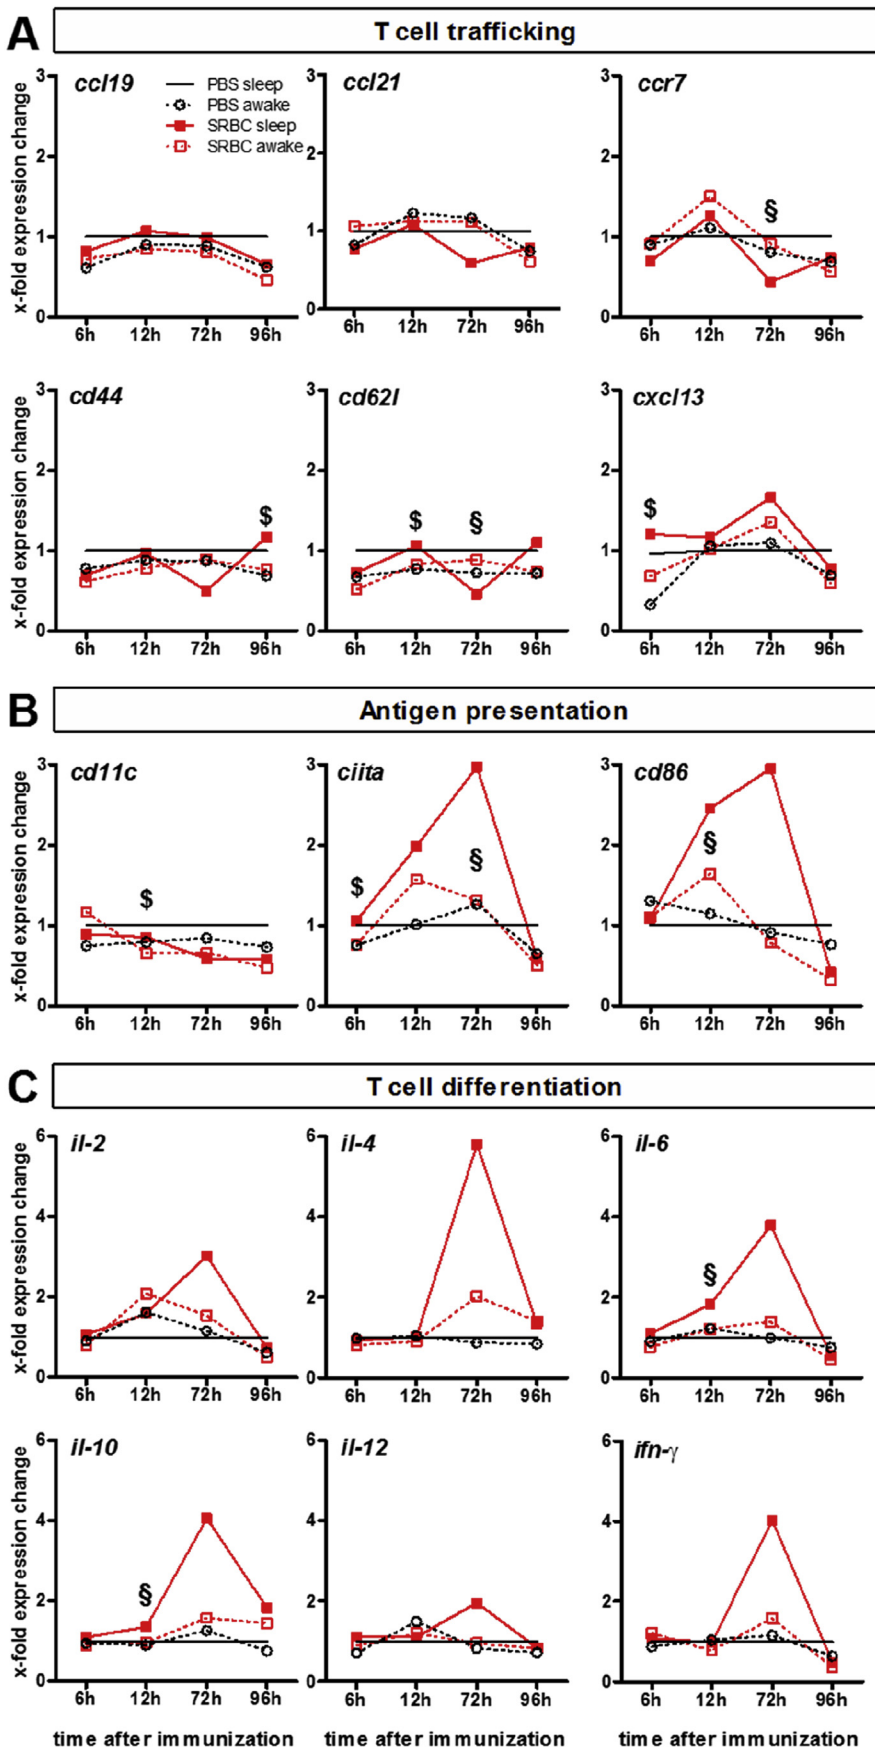 A
T cell trafficking
x-fold expression change
ccl19
PBS sleep
PBS awake
SRBC sleep
SRBC awake
3
2
1
0
6h 12h 72h 96h
ccl21
3
2
1
0
6h 12h 72h 96h
ccr7
§
3
2
1
0
6h 12h 72h 96h
x-fold expression change
cd44
$
3
2
1
0
6h 12h 72h 96h
cd62l
$ §
3
2
1
0
6h 12h 72h 96h
cxcl13
$
3
2
1
0
6h 12h 72h 96h
B
Antigen presentation
x-fold expression change
cd11c
$
3
2
1
0
6h 12h 72h 96h
ciita
$ §
3
2
1
0
6h 12h 72h 96h
cd86
§
3
2
1
0
6h 12h 72h 96h
C
T cell differentiation
x-fold expression change
il-2
6
4
2
0
6h 12h 72h 96h
il-4
6
4
2
0
6h 12h 72h 96h
il-6
§
6
4
2
0
6h 12h 72h 96h
x-fold expression change
il-10
§
6
4
2
0
6h 12h 72h 96h
time after immunization
il-12
6
4
2
0
6h 12h 72h 96h
time after immunization
ifn-γ
6
4
2
0
6h 12h 72h 96h
time after immunization